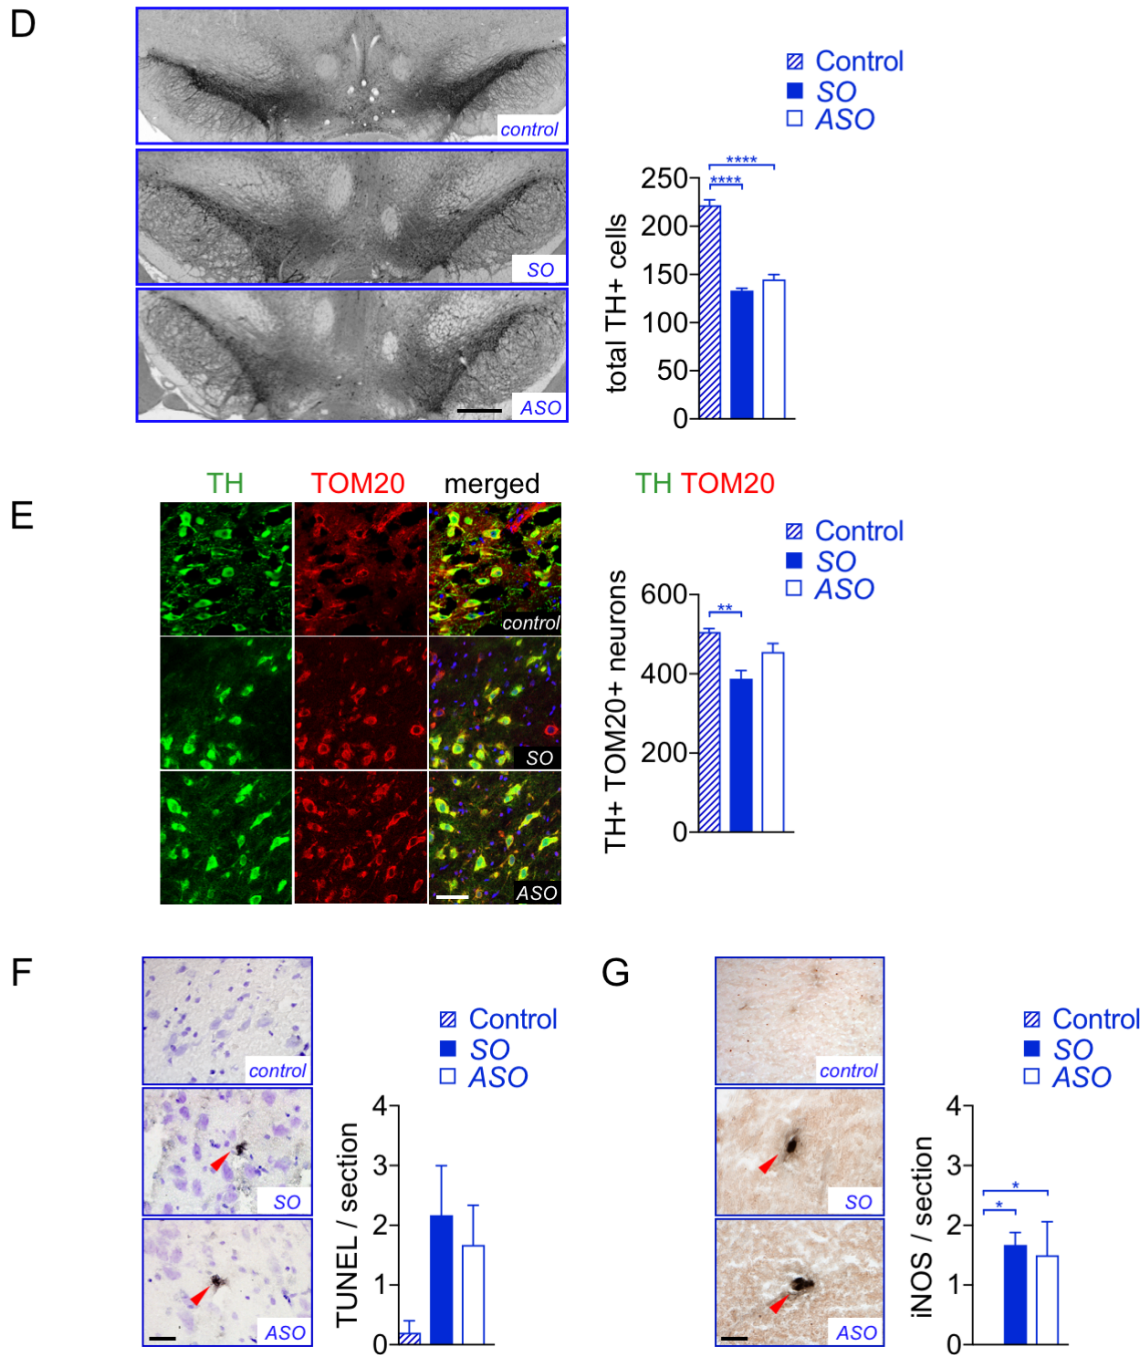 D
control
SO
ASO
Control
SO
ASO
****
****
total TH+ cells
250
200
150
100
50
0
E
TH TOM20 merged
control
SO
ASO
TH TOM20
Control
SO
ASO
**
TH+ TOM20+ neurons
600
400
200
0
F
control
SO
ASO
Control
SO
ASO
TUNEL / section
4
3
2
1
0
G
control
SO
ASO
Control
SO
ASO
*
*
iNOS / section
4
3
2
1
0